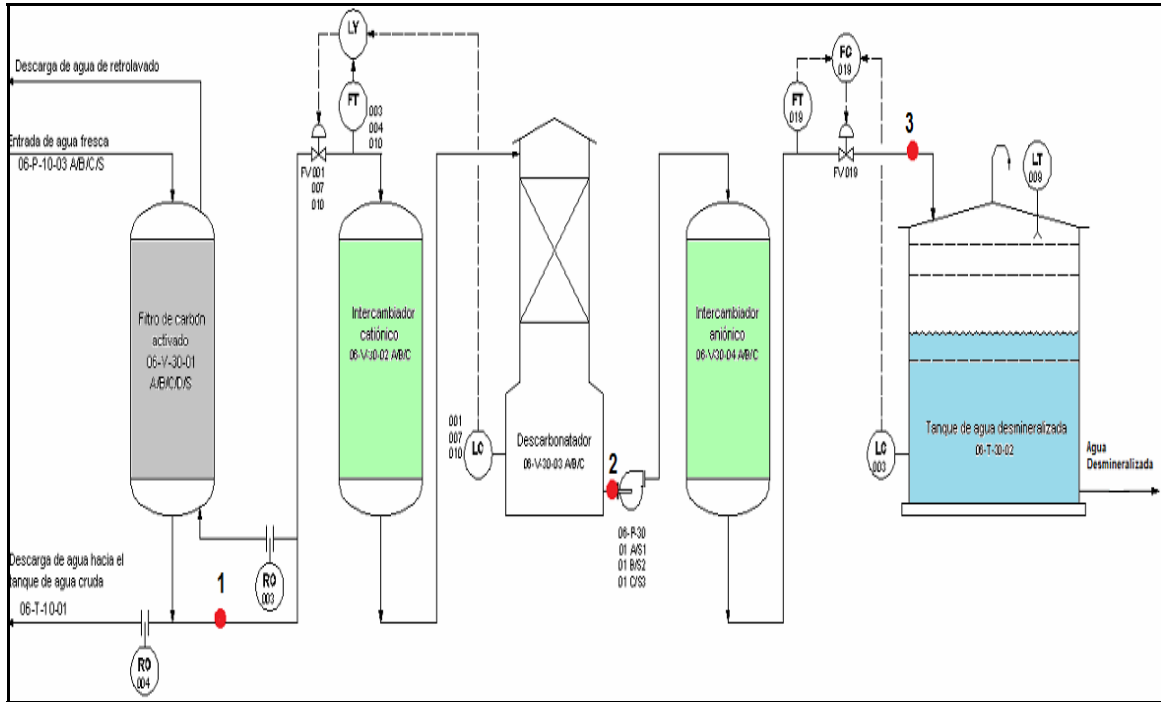 Descarga de agua de retrolavado
Entrada de agua fresca
06-P-10-03 A/B/C/S
Filtro de carbón
activado
06-V-30-01
A/B/C/D/S
Descarga de agua hacia el
tanque de agua cruda
06-T-10-01
RO
004
1
RO
003
LY
FT
003
004
010
FV 001
007
010
Intercambiador
catiónico
06-V-30-02 A/B/C
001
007
010
LC
Descarbonatador
06-V-30-03 A/B/C
2
06-P-30
01 A/S1
01 B/S2
01 C/S3
Intercambiador
aniónico
06-V-30-04 A/B/C
FT
019
FC
019
FV 019
3
LT
009
LC
003
Tanque de agua desmineralizada
06-T-30-02
Agua
Desmineralizada